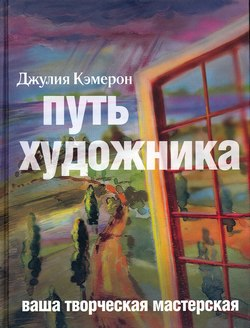 Джулия Кэмерон
ПУТЬ
ХУДОЖНИКА
ваша творческая мастерская